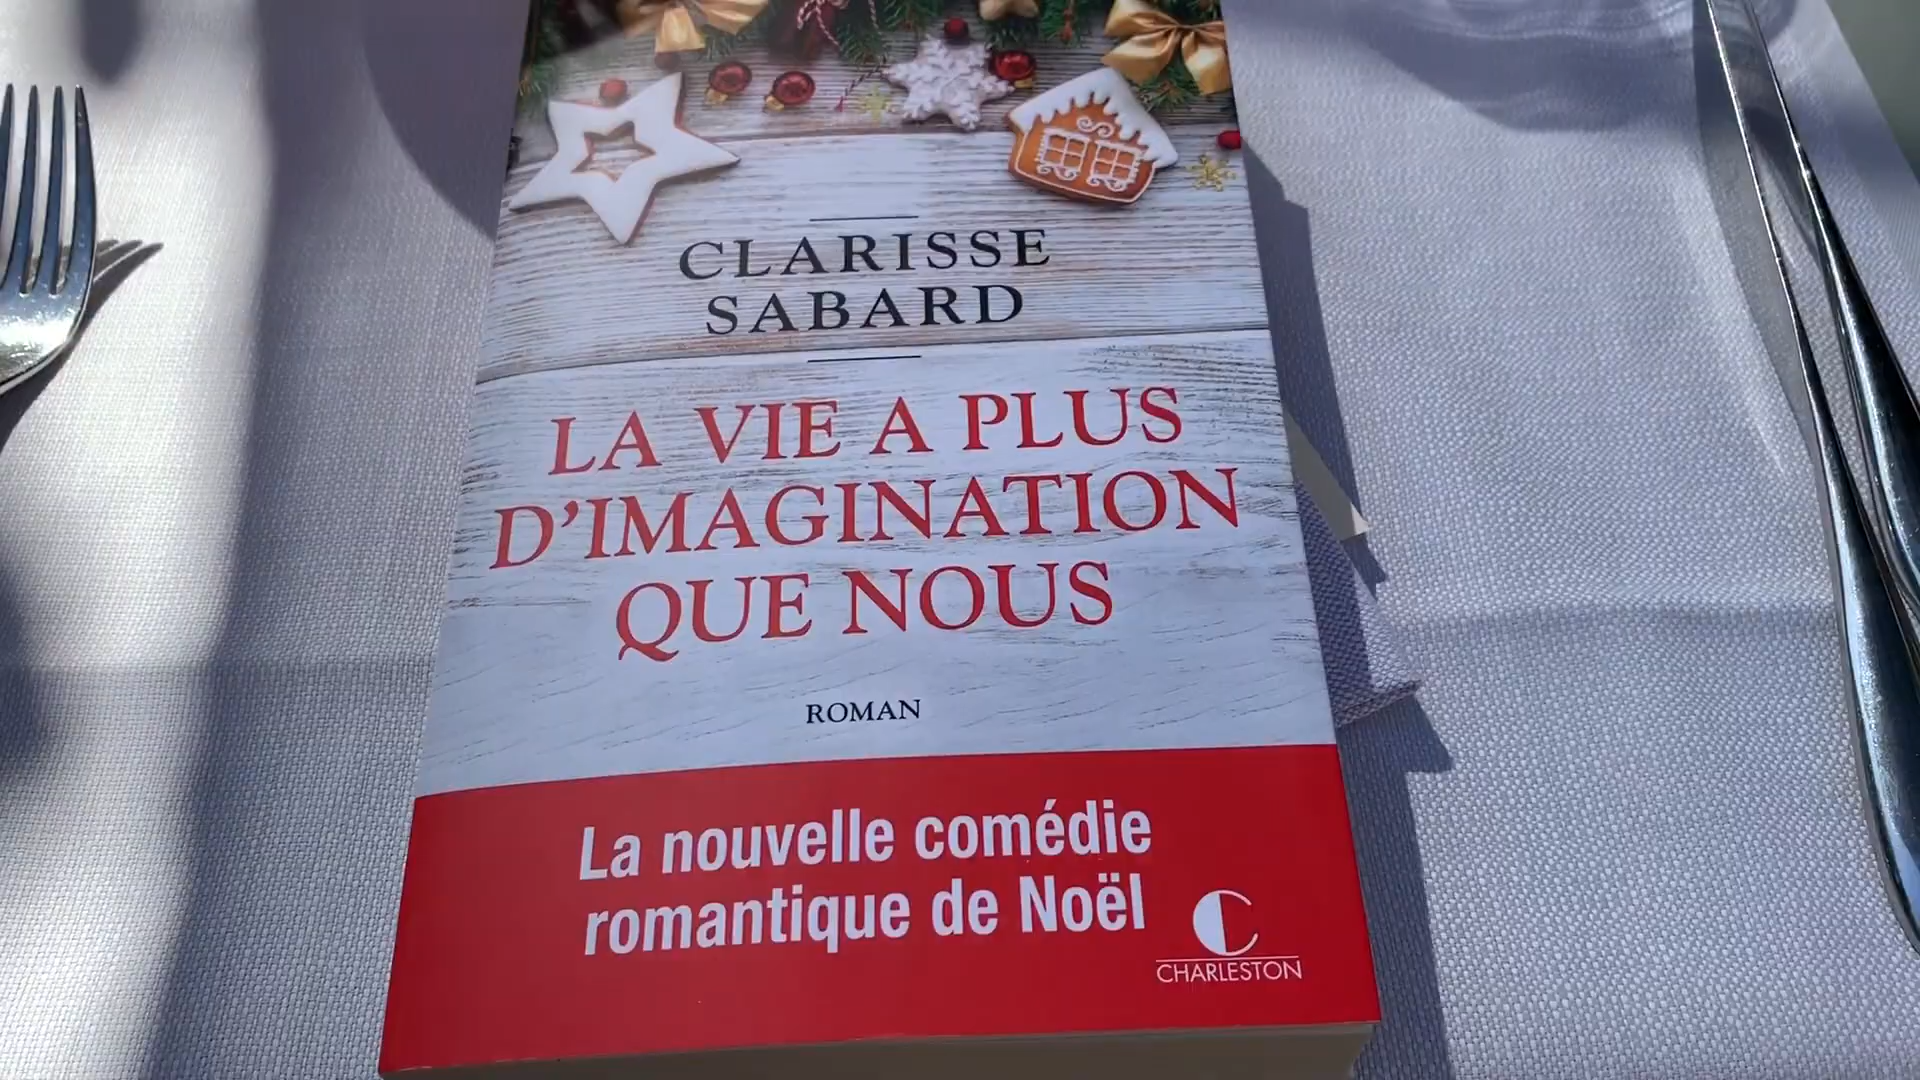 CLARISSE
SABARD
LA VIE A PLUS
D’IMAGINATION
QUE NOUS
ROMAN
La nouvelle comédie
romantique de Noël
CHARLESTON